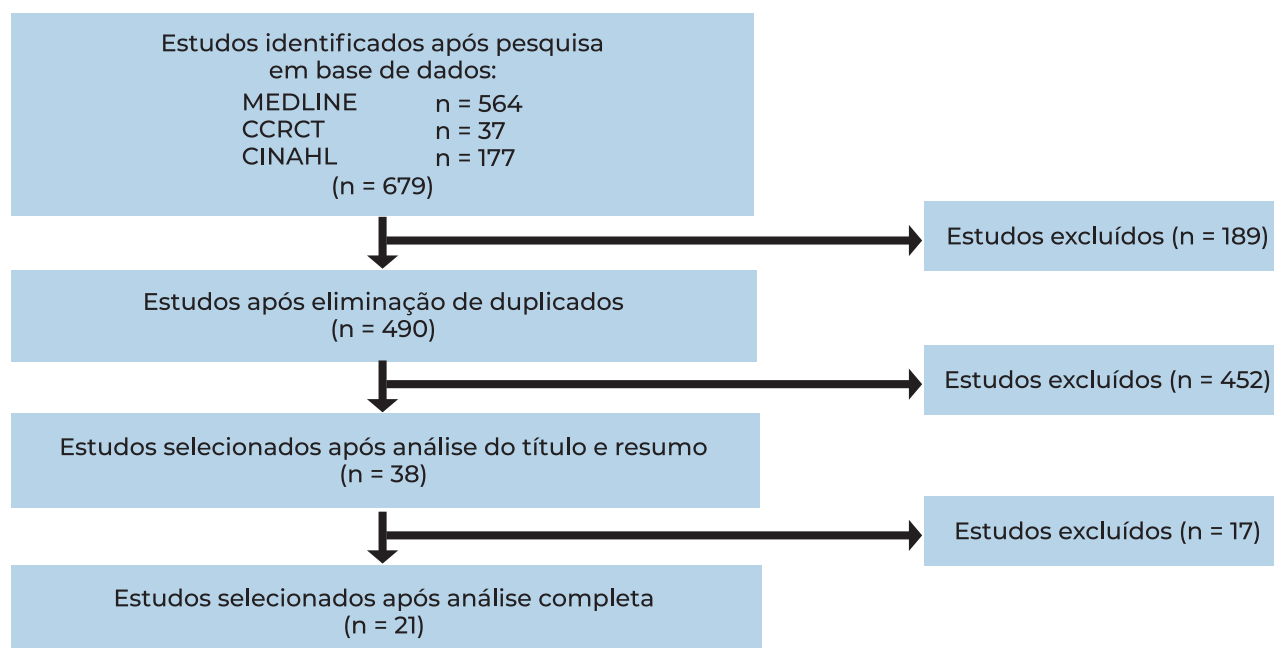 Estudos identificados após pesquisa
em base de dados:
MEDLINE n = 564
CCRCT n = 37
CINAHL n = 177
(n = 679)
Estudos excluídos (n = 189)
Estudos após eliminação de duplicados
(n = 490)
Estudos excluídos (n = 452)
Estudos selecionados após análise do título e resumo
(n = 38)
Estudos excluídos (n = 17)
Estudos selecionados após análise completa
(n = 21)